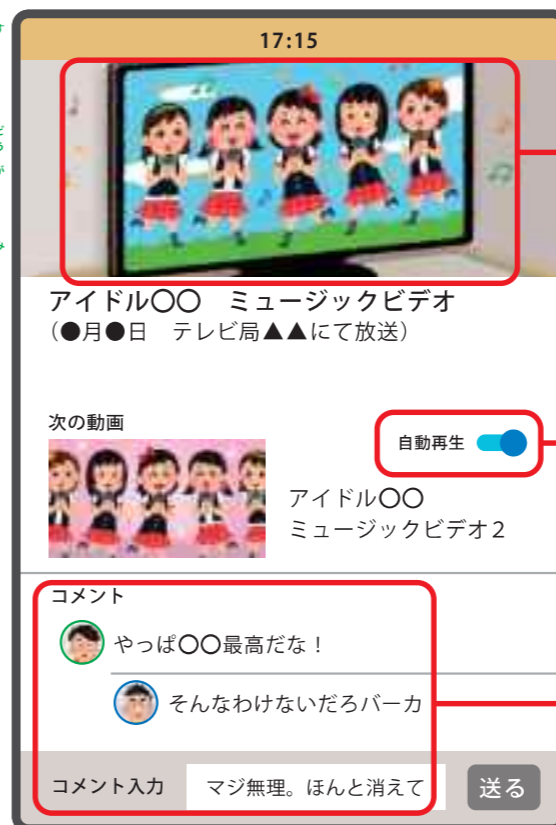 17:15
アイドル〇〇　ミュージックビデオ
（●月●日　テレビ局▲▲にて放送）
次の動画
自動再生
アイドル〇〇
ミュージックビデオ2
コメント
やっぱ〇〇最高だな！
そんなわけないだろバーカ
コメント入力
マジ無理。ほんと消えて
送る